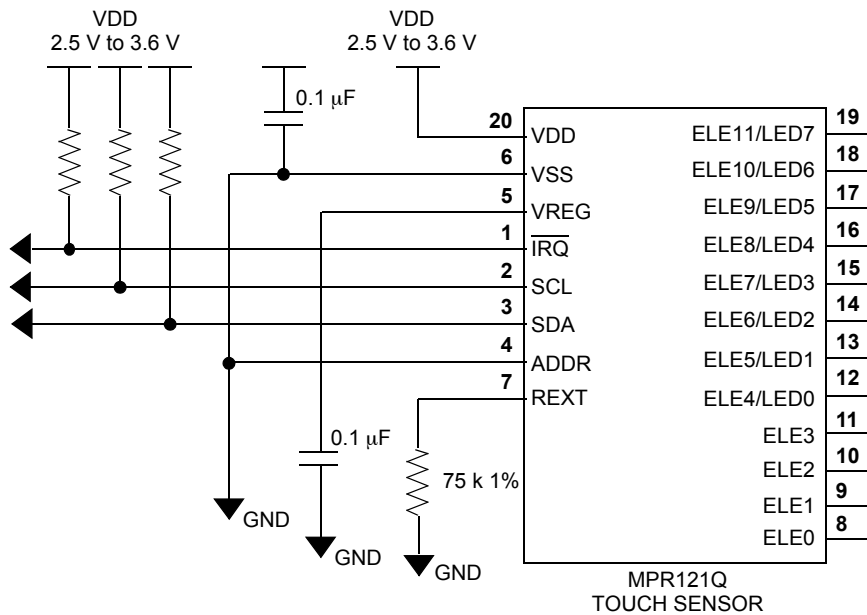 VDD
2.5 V to 3.6 V
VDD
2.5 V to 3.6 V
0.1 μF
20
VDD
6
VSS
5
VREG
1
IRQ
2
SCL
3
SDA
4
ADDR
7
REXT
ELE11/LED7
19
ELE10/LED6
18
ELE9/LED5
17
ELE8/LED4
16
ELE7/LED3
15
ELE6/LED2
14
ELE5/LED1
13
ELE4/LED0
12
ELE3
11
ELE2
10
ELE1
9
ELE0
8
0.1 μF
75 k 1%
GND
GND
GND
MPR121Q
TOUCH SENSOR